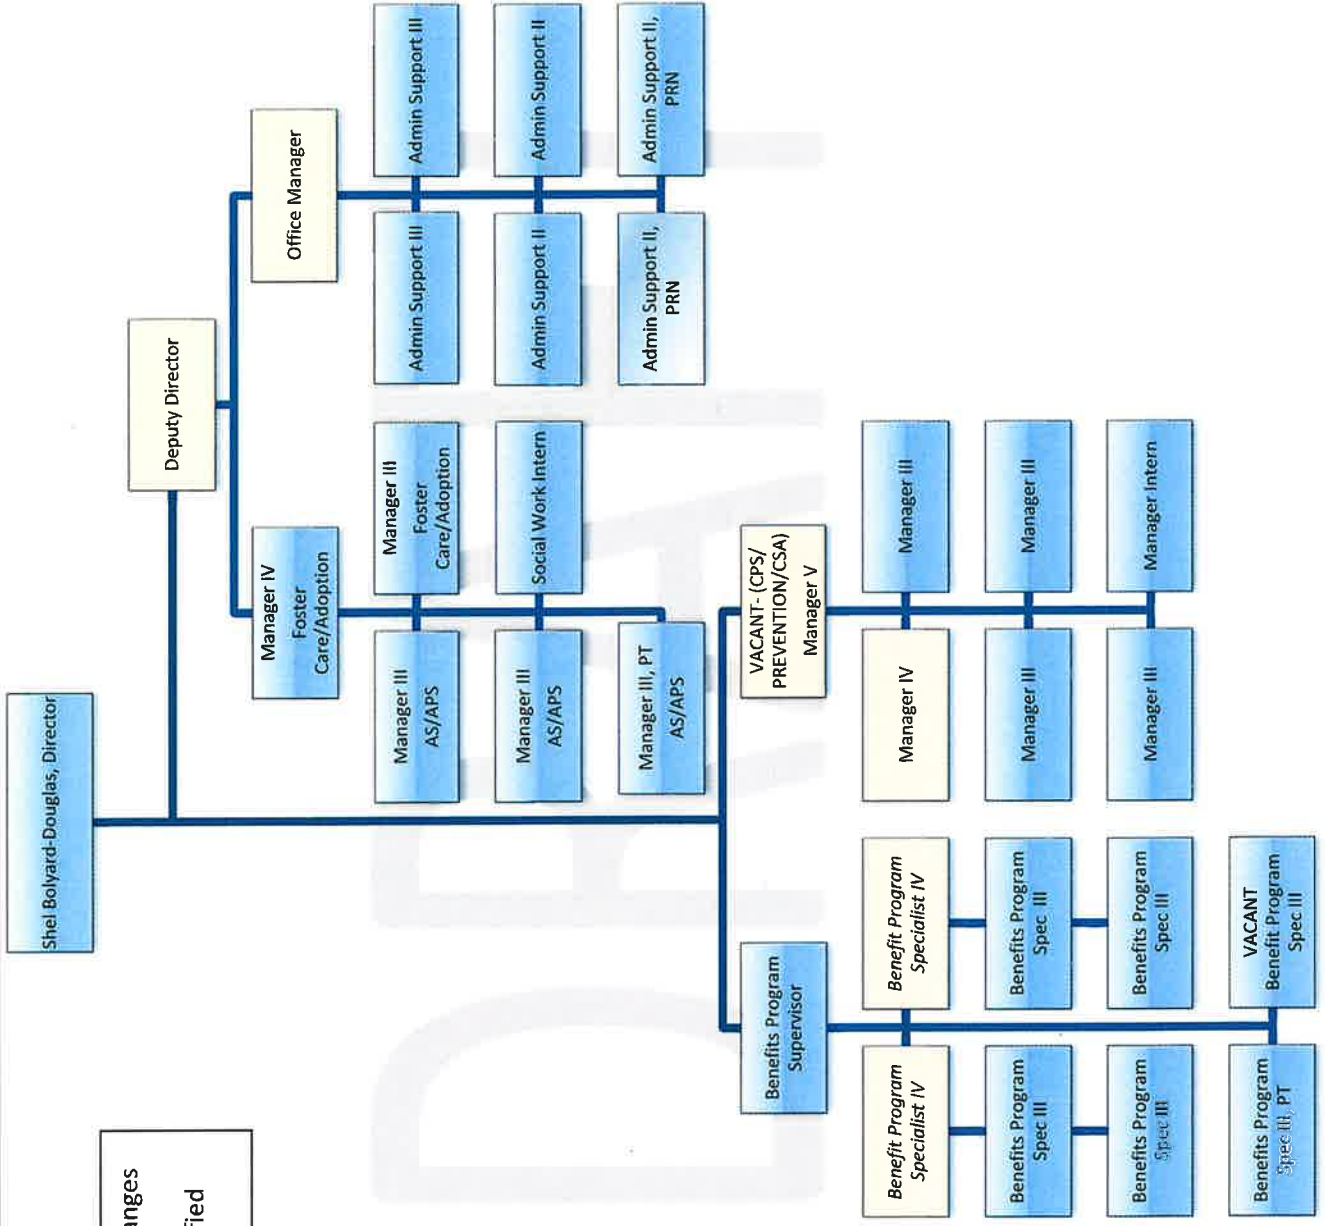 Shel Bolyard-Douglas, Director
Deputy Director
Manager IV
Foster
Care/Adoption
Office Manager
Manager III
AS/APS
Manager III
Foster
Care/Adoption
Admin Support III
Admin Support III
Manager III
AS/APS
Social Work Intern
Admin Support II
Admin Support II
Manager III, PT
AS/APS
Admin Support II,
PRN
Admin Support II,
PRN
Benefits Program
Supervisor
VACANT- (CPS/
PREVENTION/CSA)
Manager V
Benefit Program
Specialist IV
Benefit Program
Specialist IV
Manager IV
Manager III
Benefits Program
Spec III
Benefits Program
Spec III
Manager III
Manager III
Benefits Program
Spec III
Benefits Program
Spec III
Manager III
Manager Intern
Benefits Program
Spec III, PT
VACANT
Benefit Program
Spec III
DRAFT